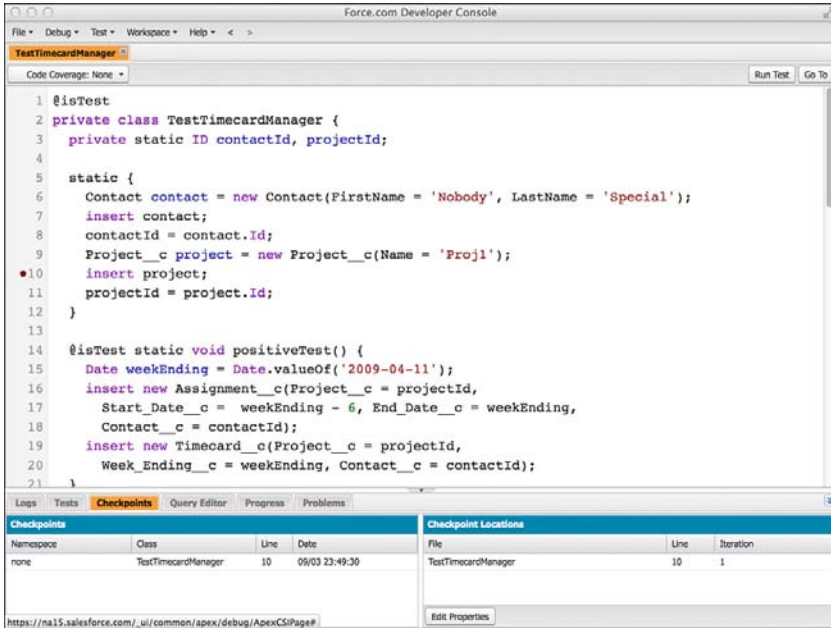 Force.com Developer Console
File Debug Test Workspace Help < >
TestTimecardManager
Code Coverage: None Run Test Go To
1 @isTest
2 private class TestTimecardManager {
3 private static ID contactId, projectId;
4
5 static {
6 Contact contact = new Contact(FirstName = 'Nobody', LastName = 'Special');
7 insert contact;
8 contactId = contact.Id;
9 Project__c project = new Project__c(Name = 'Proj1');
10 insert project;
11 projectId = project.Id;
12 }
13
14 @isTest static void positiveTest() {
15 Date weekEnding = Date.valueOf('2009-04-11');
16 insert new Assignment__c(Project__c = projectId,
17 Start_Date__c = weekEnding - 6, End_Date__c = weekEnding,
18 Contact__c = contactId);
19 insert new Timecard__c(Project__c = projectId,
20 Week_Ending__c = weekEnding, Contact__c = contactId);
21 }
Logs Tests Checkpoints Query Editor Progress Problems
Checkpoints
Namespace Class Line Date
none TestTimecardManager 10 09/03 23:49:30
Checkpoint Locations
File Line Iteration
TestTimecardManager 10 1
Edit Properties
https://na15.salesforce.com/_ui/common/apex/debug/ApexCSIPage#